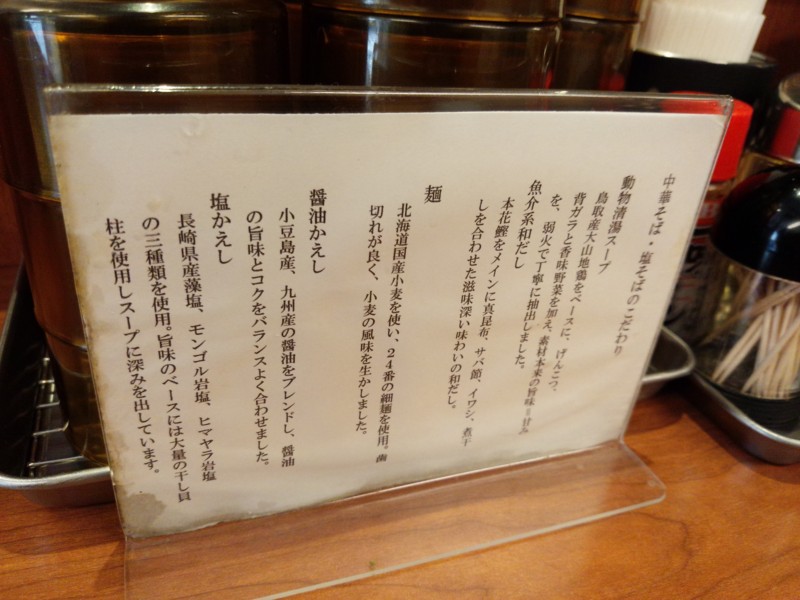 中華そば・塩そばのこだわり
動物清湯スープ
鳥取産大山地鶏をベースに、げんこつ、
背ガラと香味野菜を加え、素材本来の旨味=甘み
を、弱火で丁寧に抽出しました。
魚介系和だし
本花鰹をメインに真昆布、サバ節、イワシ、煮干
しを合わせた滋味深い味わいの和だし。
麺
北海道国産小麦を使い、24番の細麺を使用。歯
切れが良く、小麦の風味を生かしました。
醤油かえし
小豆島産、九州産の醤油をブレンドし、醤油
の旨味とコクをバランスよく合わせました。
塩かえし
長崎県産藻塩、モンゴル岩塩、ヒマヤラ岩塩
の三種類を使用。旨味のベースには大量の干し貝
柱を使用しスープに深みを出しています。